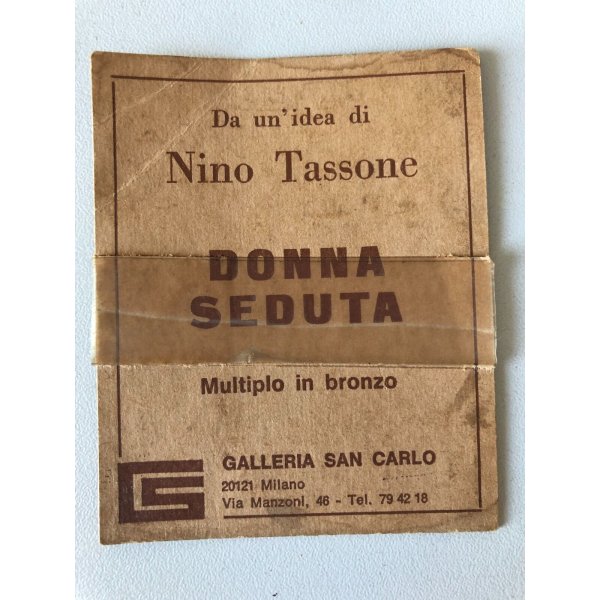 Da un'idea di
Nino Tassone
DONNA
SEDUTA
Multiplo in bronzo
GALLERIA SAN CARLO
20121 Milano
Via Manzoni, 46 - Tel. 79 42 18